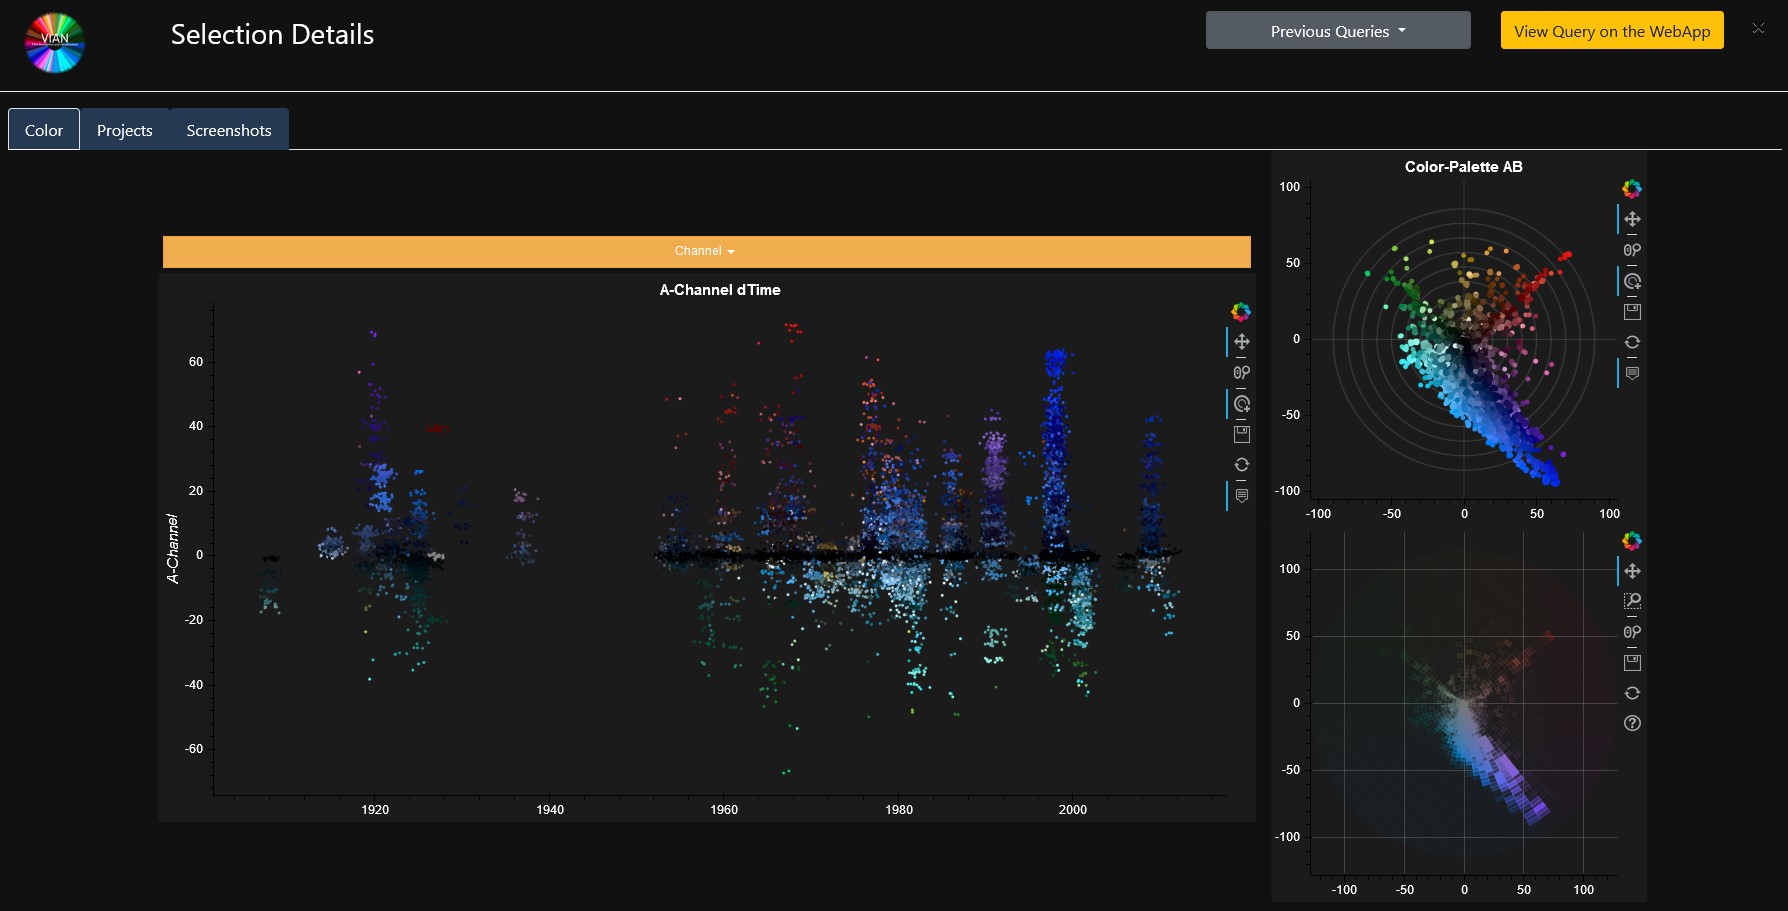 VIAN
Selection Details
Previous Queries
View Query on the WebApp
Color
Projects
Screenshots
Channel
A-Channel dTime
A-Channel
60
40
20
0
-20
-40
-60
1920
1940
1960
1980
2000
Color-Palette AB
100
50
0
-50
-100
-100
-50
0
50
100
100
50
0
-50
-100
-100
-50
0
50
100